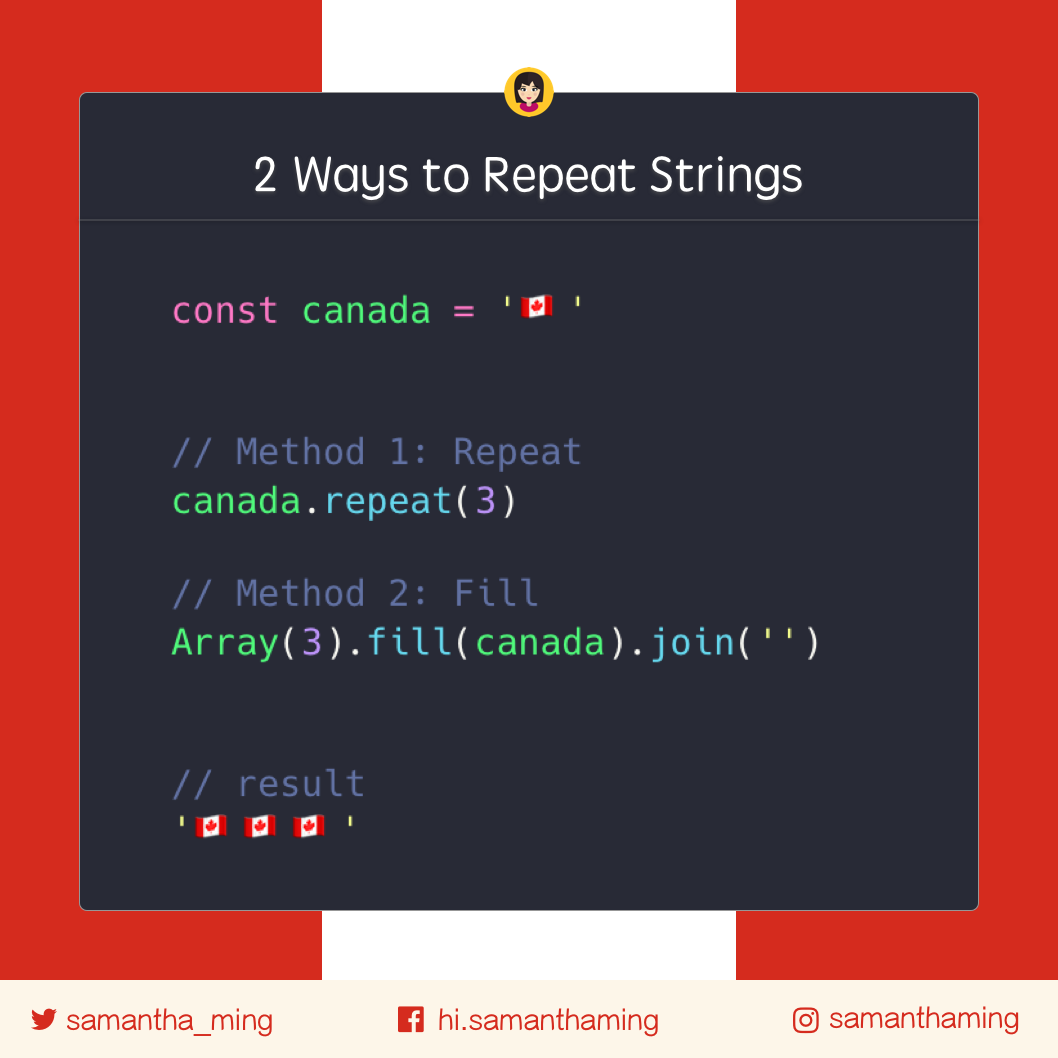 2 Ways to Repeat Strings
const canada = '🇨🇦 '
// Method 1: Repeat
canada.repeat(3)
// Method 2: Fill
Array(3).fill(canada).join('')
// result
'🇨🇦 🇨🇦 🇨🇦 '
samantha_ming
hi.samanthaming
samanthaming